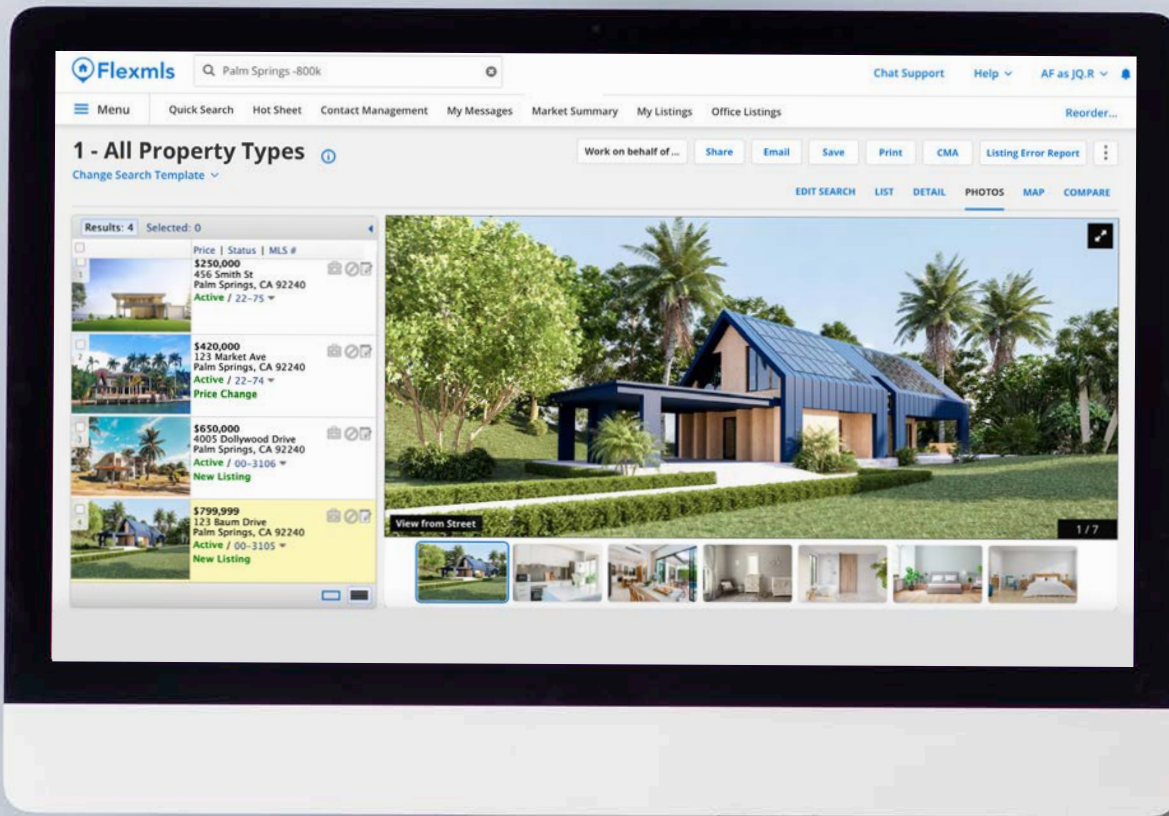 Flexmls
Palm Springs -800k
Chat Support
Help
AF as JQ.R
Menu
Quick Search
Hot Sheet
Contact Management
My Messages
Market Summary
My Listings
Office Listings
Reorder...
1 - All Property Types
Change Search Template
Work on behalf of ...
Share
Email
Save
Print
CMA
Listing Error Report
EDIT SEARCH
LIST
DETAIL
PHOTOS
MAP
COMPARE
Results: 4
Selected: 0
Price | Status | MLS #
1
$250,000
456 Smith St
Palm Springs, CA 92240
Active / 22-75
2
$420,000
123 Market Ave
Palm Springs, CA 92240
Active / 22-74
Price Change
3
$650,000
4005 Dollywood Drive
Palm Springs, CA 92240
Active / 00-3106
New Listing
4
$799,999
123 Baum Drive
Palm Springs, CA 92240
Active / 00-3105
New Listing
View from Street
1 / 7